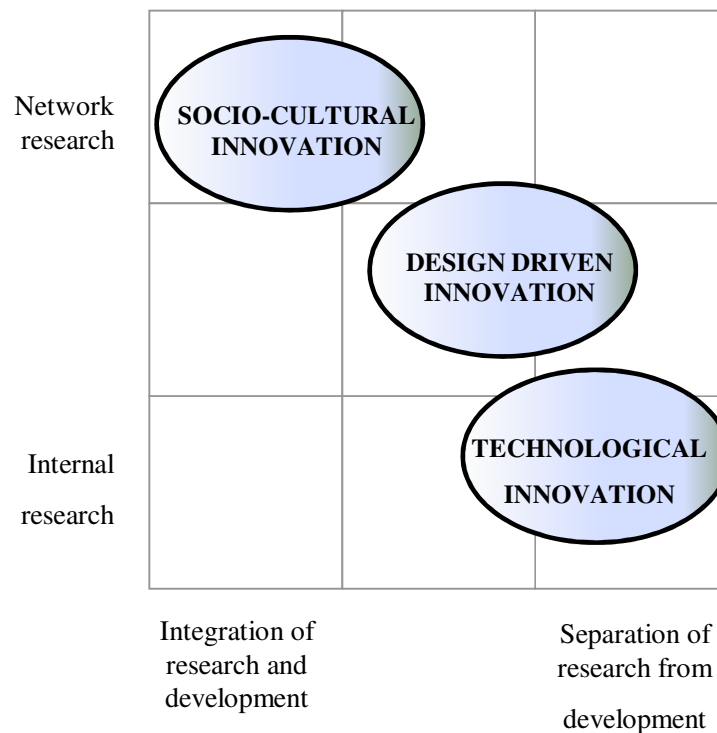 Network
research
SOCIO-CULTURAL
INNOVATION
DESIGN DRIVEN
INNOVATION
Internal
research
TECHNOLOGICAL
INNOVATION
Integration of
research and
development
Separation of
research from
development